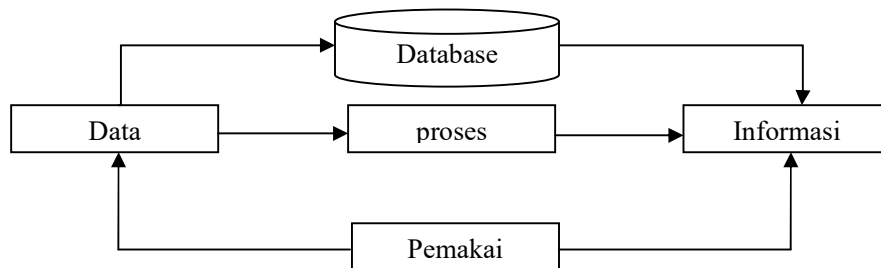 Database
Data
proses
Informasi
Pemakai